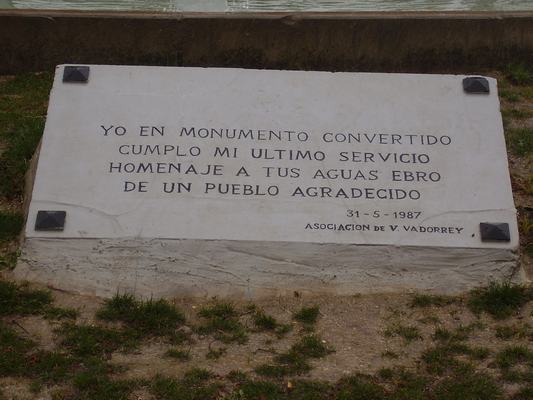 YO EN MONUMENTO CONVERTIDO
CUMPLO MI ULTIMO SERVICIO
HOMENAJE A TUS AGUAS EBRO
DE UN PUEBLO AGRADECIDO
31-5-1987
ASOCIACION DE V. VADORREY